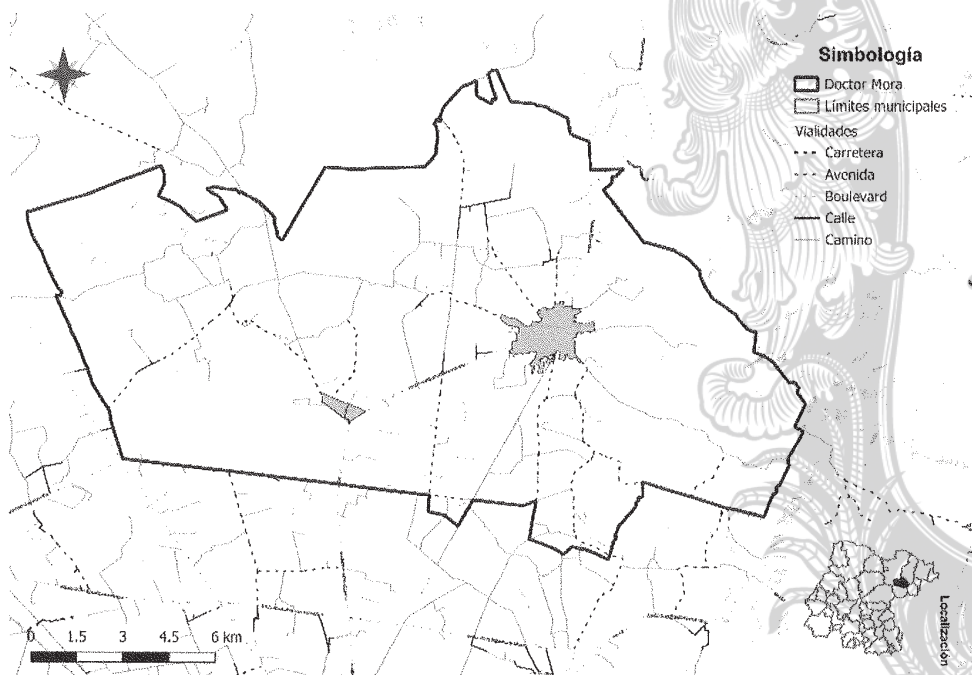 Simbología
Doctor Mora
Límites municipales
Vialidades
Carretera
Avenida
Boulevard
Calle
Camino
0 1.5 3 4.5 6 km
Localización